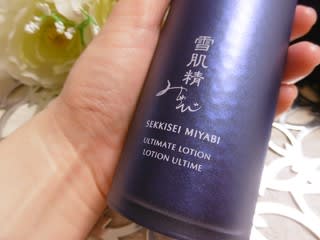 雪肌精
みやび
SEKKISEI MIYABI
ULTIMATE LOTION
LOTION ULTIME